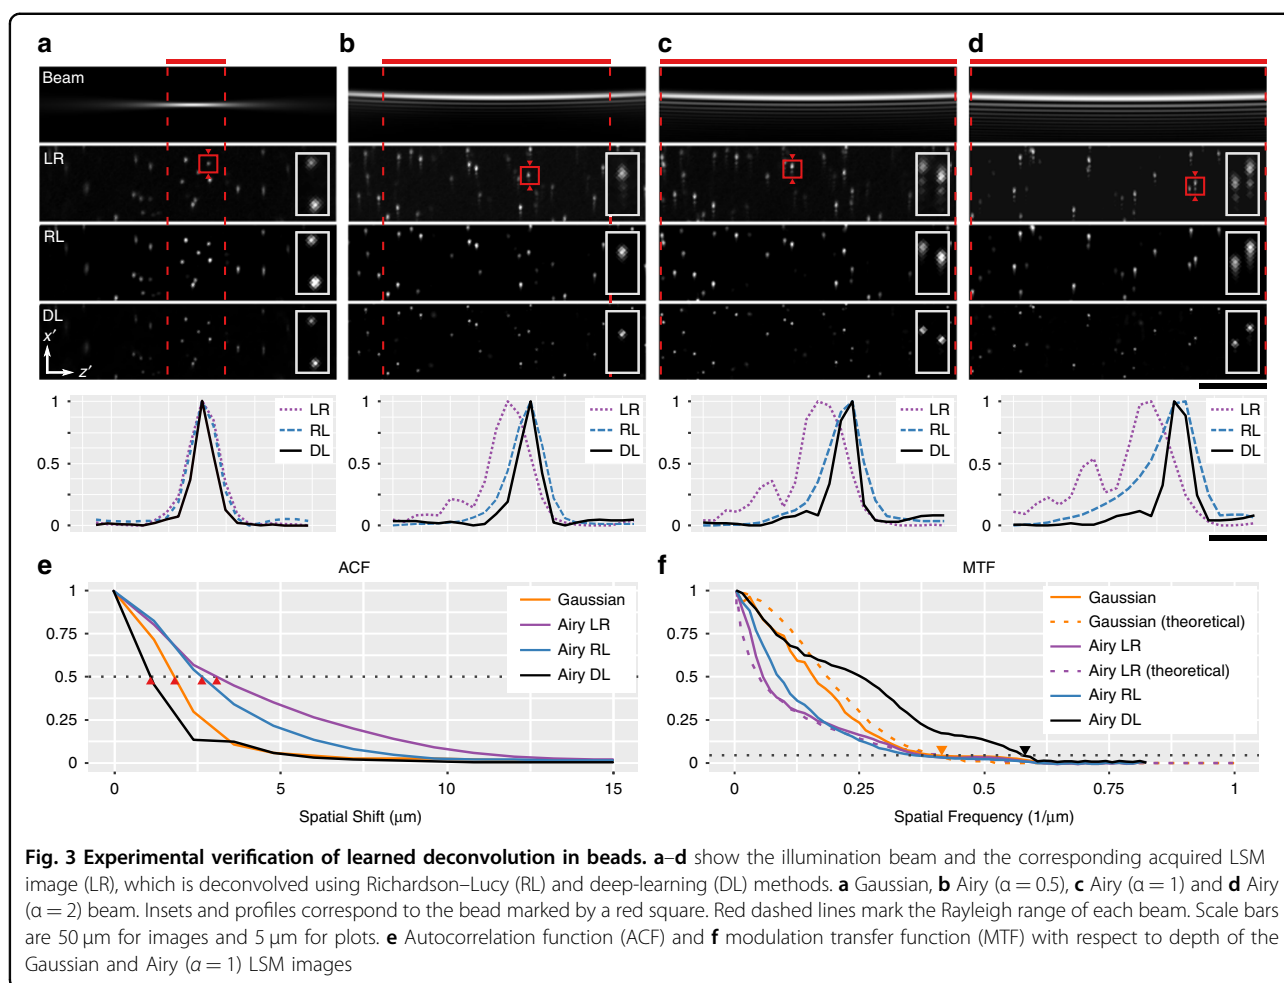 a
b
c
d
Beam
LR
RL
DL
x′
z′
1
0.5
0
LR
RL
DL
1
0.5
0
LR
RL
DL
1
0.5
0
LR
RL
DL
1
0.5
0
LR
RL
DL
e
ACF
1
0.75
0.5
0.25
0
Gaussian
Airy LR
Airy RL
Airy DL
0
5
10
15
Spatial Shift (μm)
f
MTF
1
0.75
0.5
0.25
0
Gaussian
Gaussian (theoretical)
Airy LR
Airy LR (theoretical)
Airy RL
Airy DL
0
0.25
0.5
0.75
1
Spatial Frequency (1/μm)
Fig. 3 Experimental verification of learned deconvolution in beads. a–d show the illumination beam and the corresponding acquired LSM
image (LR), which is deconvolved using Richardson–Lucy (RL) and deep-learning (DL) methods. a Gaussian, b Airy (α = 0.5), c Airy (α = 1) and d Airy
(α = 2) beam. Insets and profiles correspond to the bead marked by a red square. Red dashed lines mark the Rayleigh range of each beam. Scale bars
are 50 μm for images and 5 μm for plots. e Autocorrelation function (ACF) and f modulation transfer function (MTF) with respect to depth of the
Gaussian and Airy (α = 1) LSM images